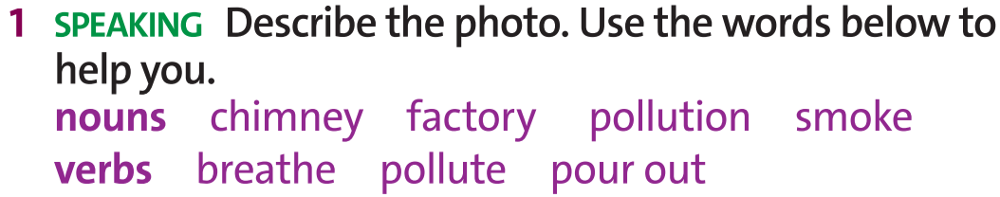 1 SPEAKING Describe the photo. Use the words below to
help you.
nouns chimney factory pollution smoke
verbs breathe pollute pour out